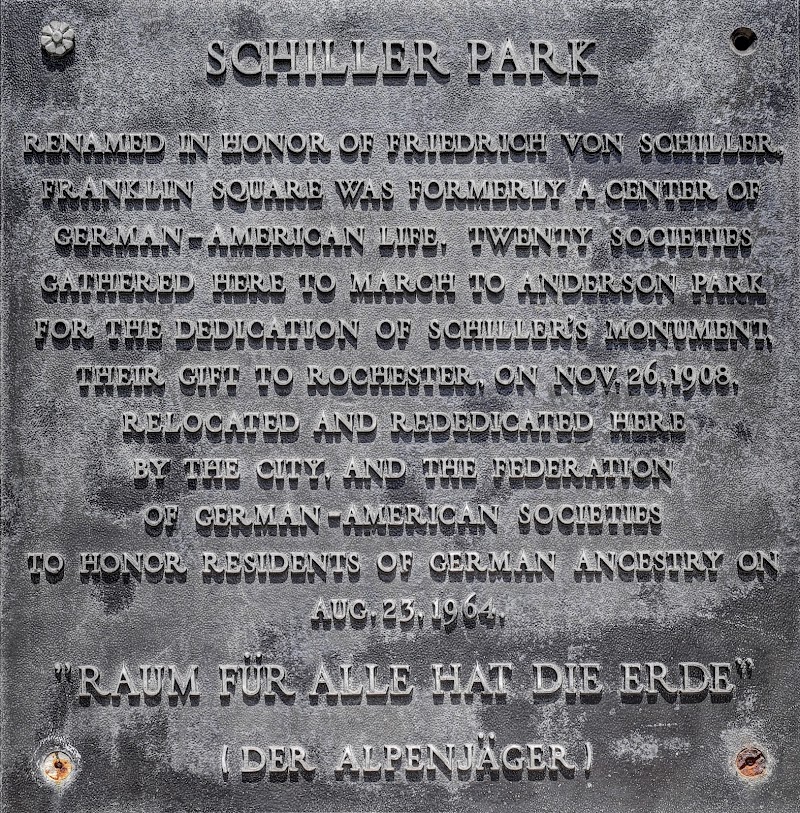 SCHILLER PARK
RENAMED IN HONOR OF FRIEDRICH VON SCHILLER,
FRANKLIN SQUARE WAS FORMERLY A CENTER OF
GERMAN-AMERICAN LIFE. TWENTY SOCIETIES
GATHERED HERE TO MARCH TO ANDERSON PARK
FOR THE DEDICATION OF SCHILLER'S MONUMENT,
THEIR GIFT TO ROCHESTER, ON NOV. 26, 1908.
RELOCATED AND REDEDICATED HERE
BY THE CITY, AND THE FEDERATION
OF GERMAN-AMERICAN SOCIETIES
TO HONOR RESIDENTS OF GERMAN ANCESTRY ON
AUG. 23, 1964.
"RAUM FÜR ALLE HAT DIE ERDE"
(DER ALPENJÄGER)